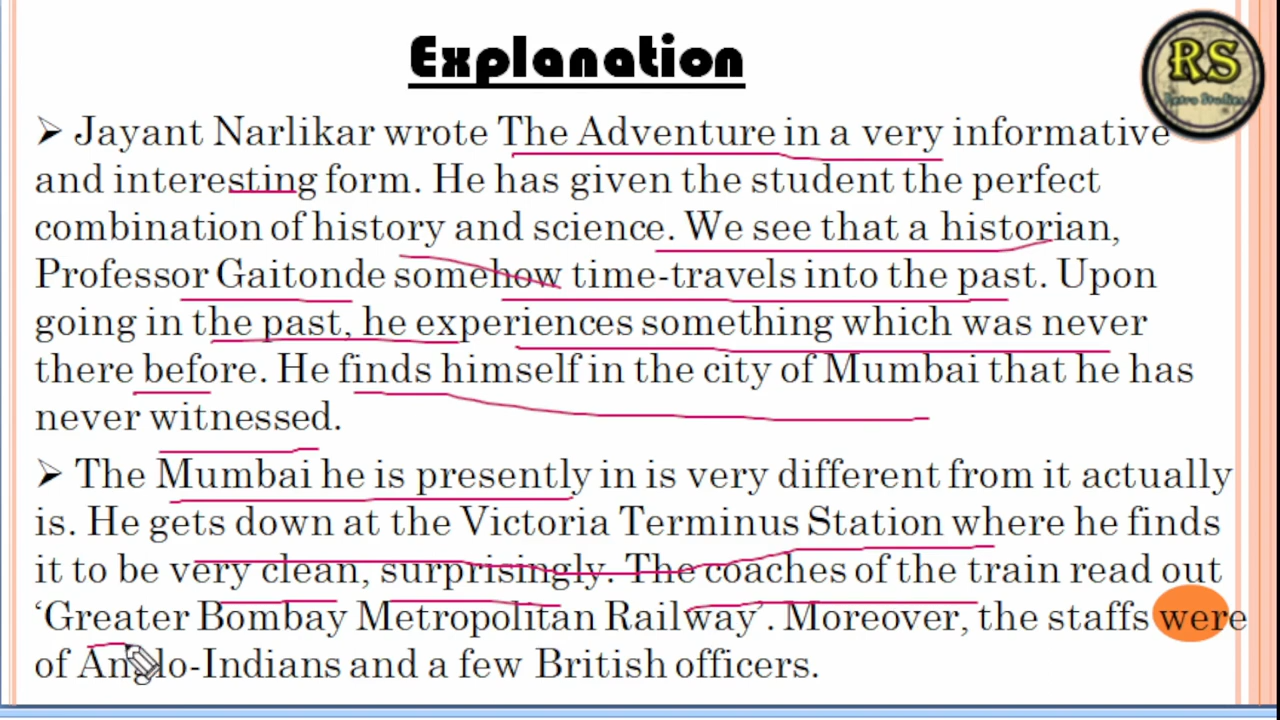 Explanation
RS
Retro Studies
➢ Jayant Narlikar wrote The Adventure in a very informative
and interesting form. He has given the student the perfect
combination of history and science. We see that a historian,
Professor Gaitonde somehow time-travels into the past. Upon
going in the past, he experiences something which was never
there before. He finds himself in the city of Mumbai that he has
never witnessed.
➢ The Mumbai he is presently in is very different from it actually
is. He gets down at the Victoria Terminus Station where he finds
it to be very clean, surprisingly. The coaches of the train read out
‘Greater Bombay Metropolitan Railway’. Moreover, the staffs were
of Anglo-Indians and a few British officers.